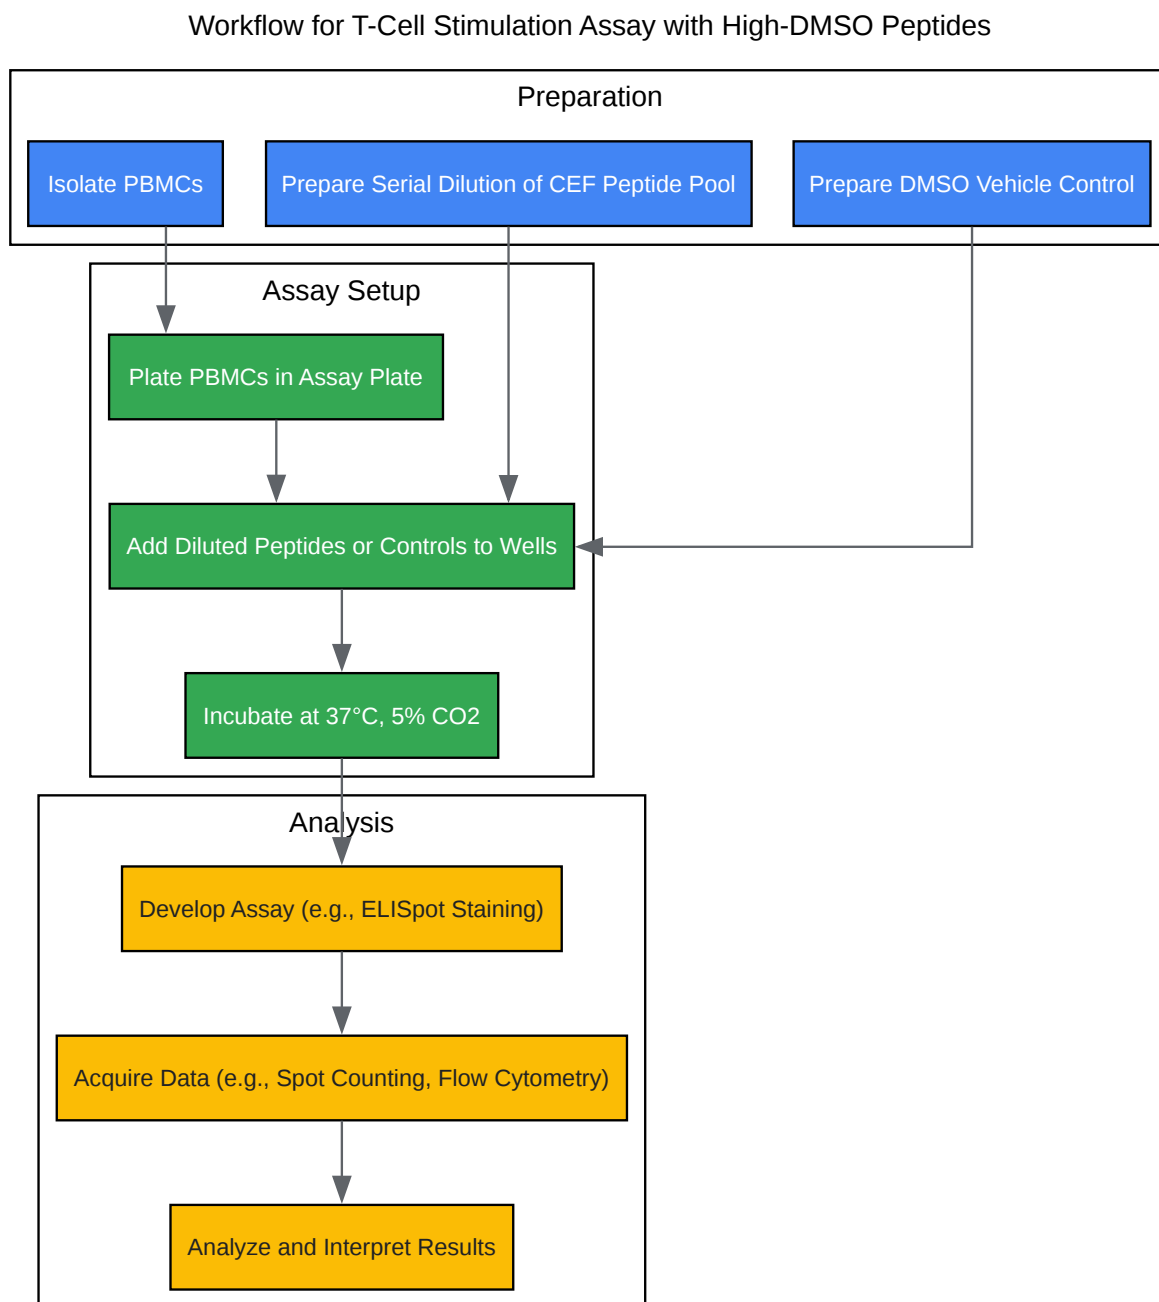 Workflow for T-Cell Stimulation Assay with High-DMSO Peptides
Preparation
Isolate PBMCs
Prepare Serial Dilution of CEF Peptide Pool
Prepare DMSO Vehicle Control
Assay Setup
Plate PBMCs in Assay Plate
Add Diluted Peptides or Controls to Wells
Incubate at 37°C, 5% CO2
Analysis
Develop Assay (e.g., ELISpot Staining)
Acquire Data (e.g., Spot Counting, Flow Cytometry)
Analyze and Interpret Results